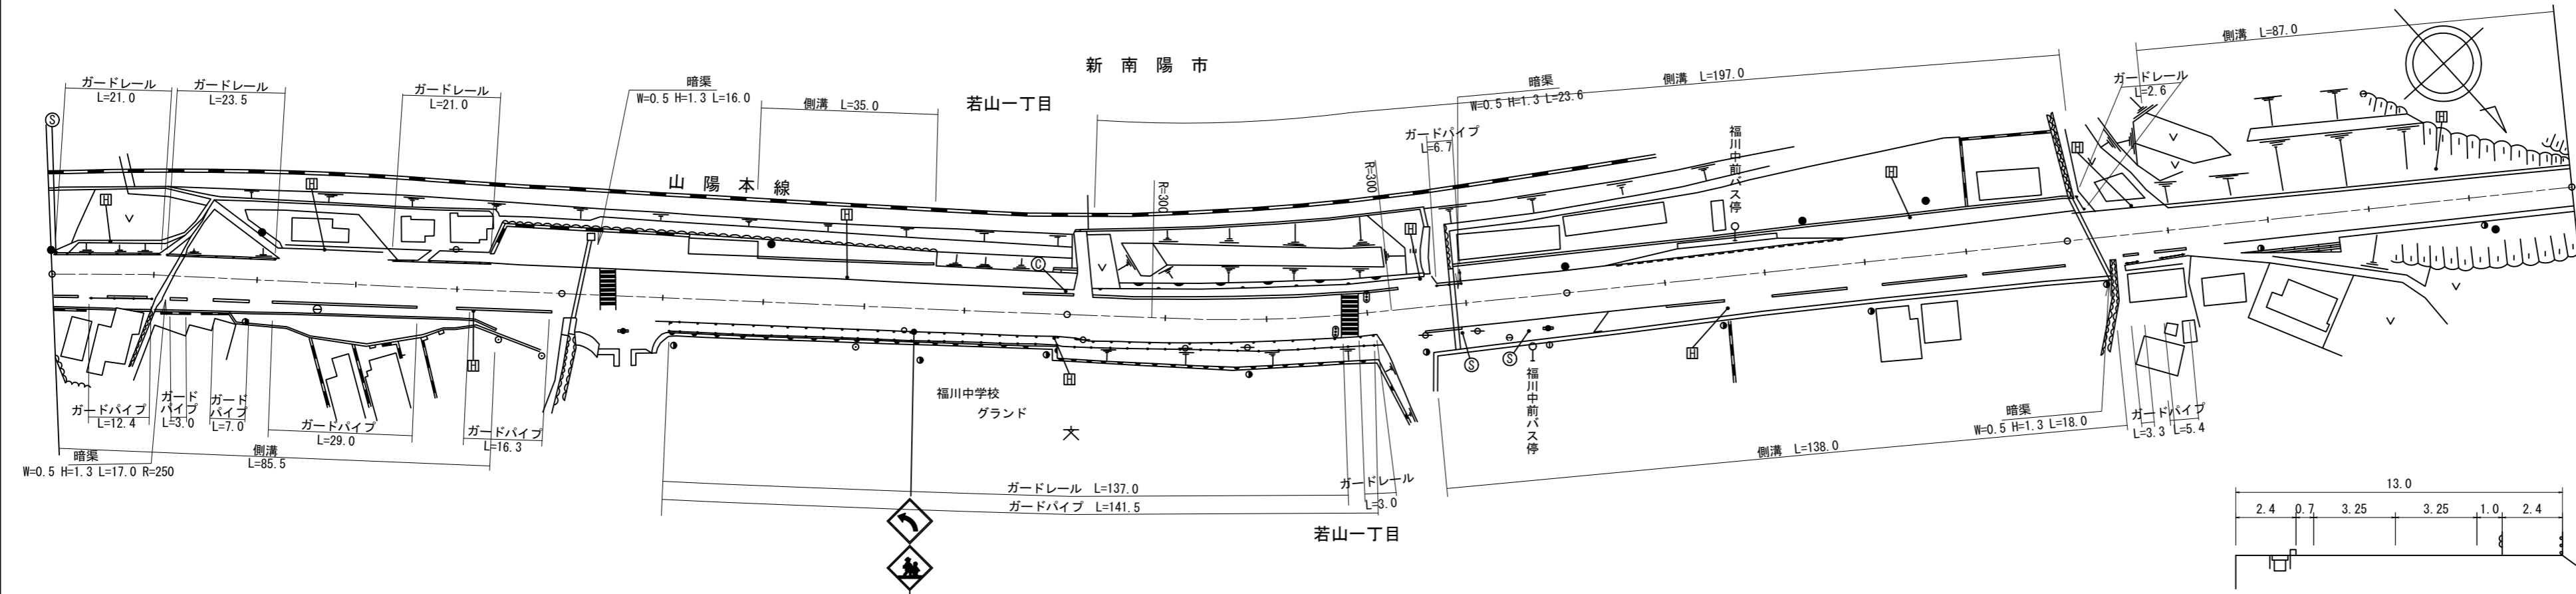 新南陽市
若山一丁目
山陽本線
ガードレール
L=21.0
ガードレール
L=23.5
ガードレール
L=21.0
暗渠
W=0.5 H=1.3 L=16.0
側溝 L=35.0
暗渠
W=0.5 H=1.3 L=23.6
側溝 L=197.0
ガードパイプ
L=6.7
R=300
R=300
福川中前バス停
ガードレール
L=2.6
側溝 L=87.0
S
H
H
H
C
H
H
H
H
H
H
S
S
H
ガードパイプ
L=12.4
ガード
パイプ
L=3.0
ガード
パイプ
L=7.0
ガードパイプ
L=29.0
ガードパイプ
L=16.3
側溝
L=85.5
暗渠
W=0.5 H=1.3 L=17.0 R=250
福川中学校
グランド
文
ガードレール L=137.0
ガードパイプ L=141.5
ガードレール
L=3.0
若山一丁目
福川中前バス停
側溝 L=138.0
暗渠
W=0.5 H=1.3 L=18.0
ガードパイプ
L=3.3 L=5.4
13.0
2.4 0.7 3.25 3.25 1.0 2.4